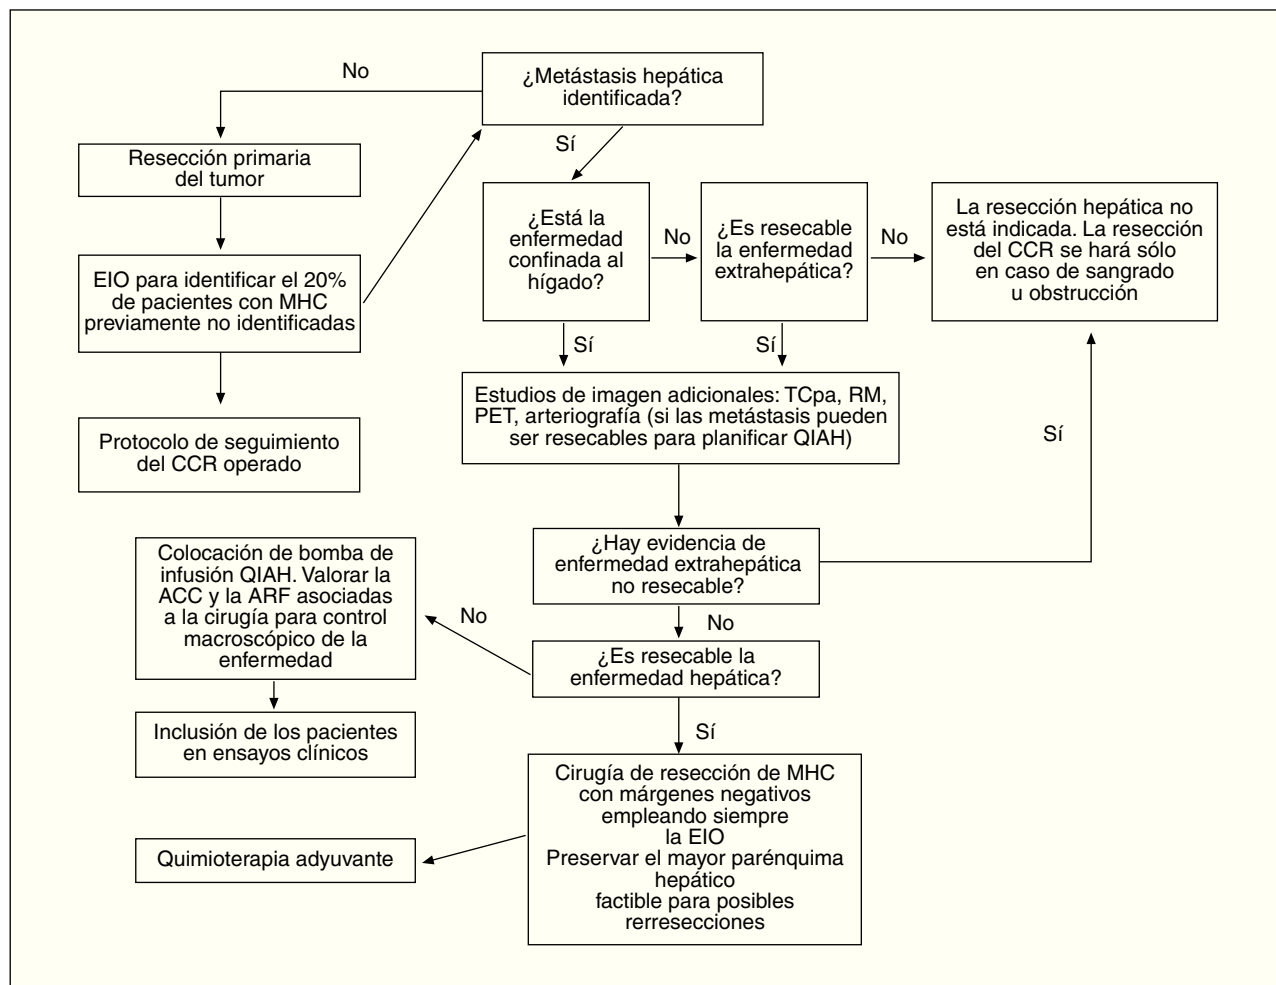 No
¿Metástasis hepática
identificada?
Sí
Resección primaria
del tumor
¿Está la
enfermedad
confinada al
hígado?
No
¿Es resecable
la enfermedad
extrahepática?
No
La resección hepática no
está indicada. La resección
del CCR se hará sólo
en caso de sangrado
u obstrucción
EIO para identificar el 20%
de pacientes con MHC
previamente no identificadas
Sí
Sí
Estudios de imagen adicionales: TCpa, RM,
PET, arteriografía (si las metástasis pueden
ser resecables para planificar QIAH)
Sí
Protocolo de seguimiento
del CCR operado
¿Hay evidencia de
enfermedad extrahepática
no resecable?
No
¿Es resecable la
enfermedad hepática?
No
Colocación de bomba de
infusión QIAH. Valorar la
ACC y la ARF asociadas
a la cirugía para control
macroscópico de la
enfermedad
Inclusión de los pacientes
en ensayos clínicos
Sí
Cirugía de resección de MHC
con márgenes negativos
empleando siempre
la EIO
Preservar el mayor parénquima
hepático
factible para posibles
rerresecciones
Quimioterapia adyuvante